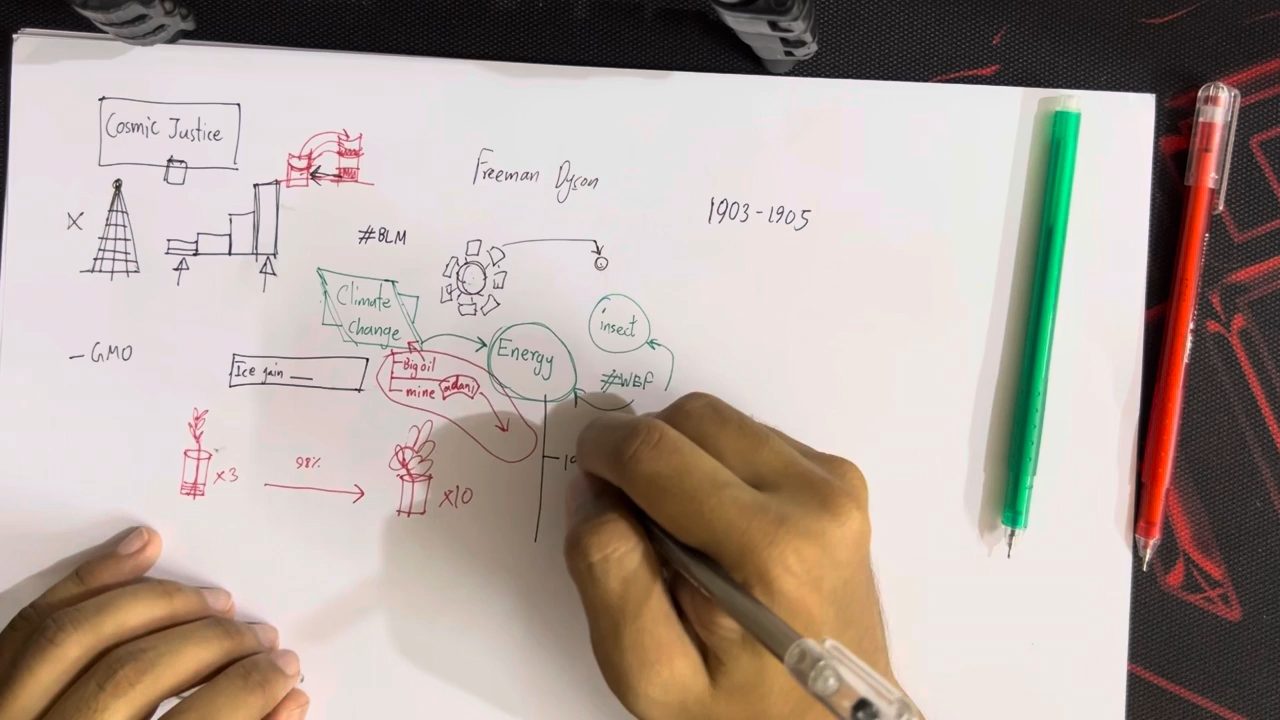 Cosmic Justice
Freeman Dyson
1903-1905
X
#BLM
Climate
change
Energy
insect
#WEF
- GMO
Ice gain
Big oil
mine adani
x3
98%
x10